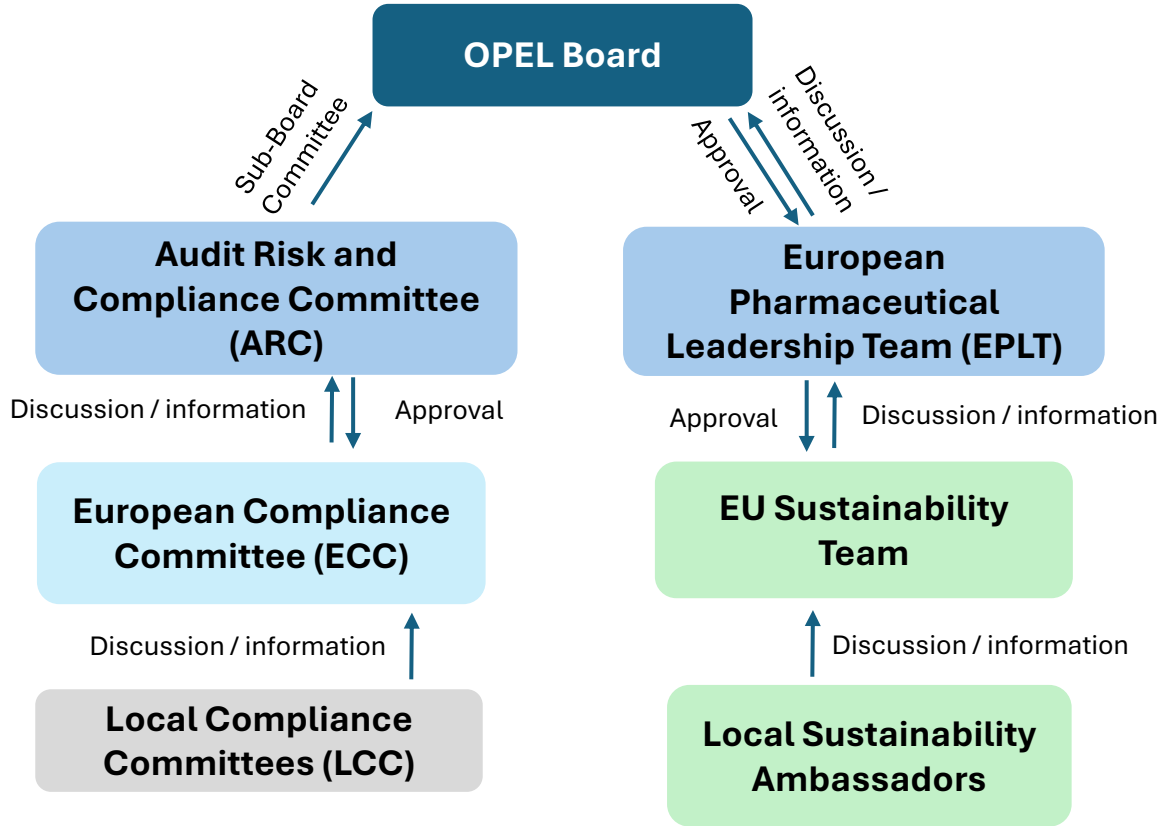 OPEL Board
Sub-Board
Committee
Approval
Discussion /
information
Audit Risk and
Compliance Committee
(ARC)
European
Pharmaceutical
Leadership Team (EPLT)
Discussion / information
Approval
Approval
Discussion / information
European Compliance
Committee (ECC)
EU Sustainability
Team
Discussion / information
Discussion / information
Local Compliance
Committees (LCC)
Local Sustainability
Ambassadors